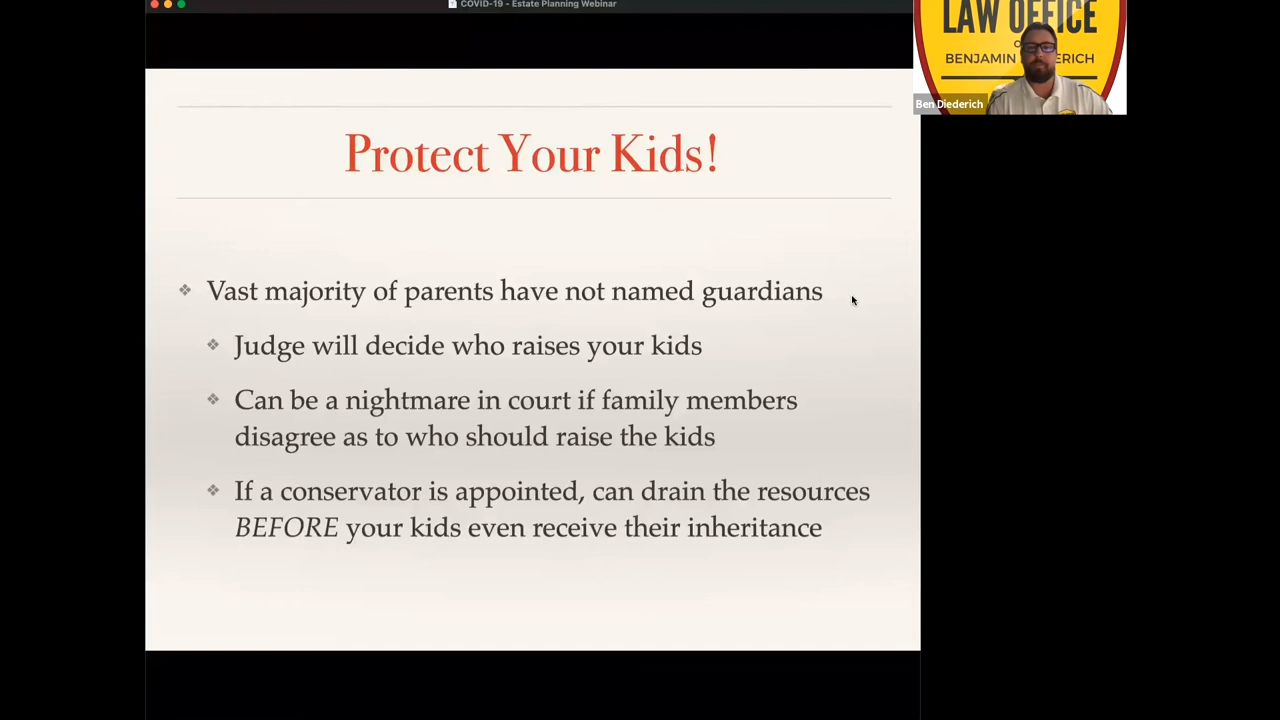 COVID-19 - Estate Planning Webinar
LAW OFFICE
BENJAMIN
ERICH
Ben Diederich
Protect Your Kids!
Vast majority of parents have not named guardians
Judge will decide who raises your kids
Can be a nightmare in court if family members
disagree as to who should raise the kids
If a conservator is appointed, can drain the resources
BEFORE your kids even receive their inheritance